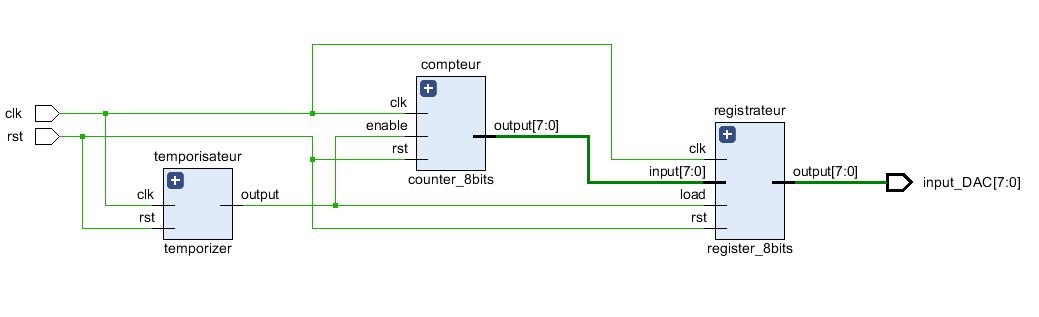 compteur
clk
clk
enable
output[7:0]
rst
rst
counter_8bits
temporisateur
clk
output
rst
temporizer
registrateur
clk
input[7:0]
output[7:0]
input_DAC[7:0]
load
rst
register_8bits